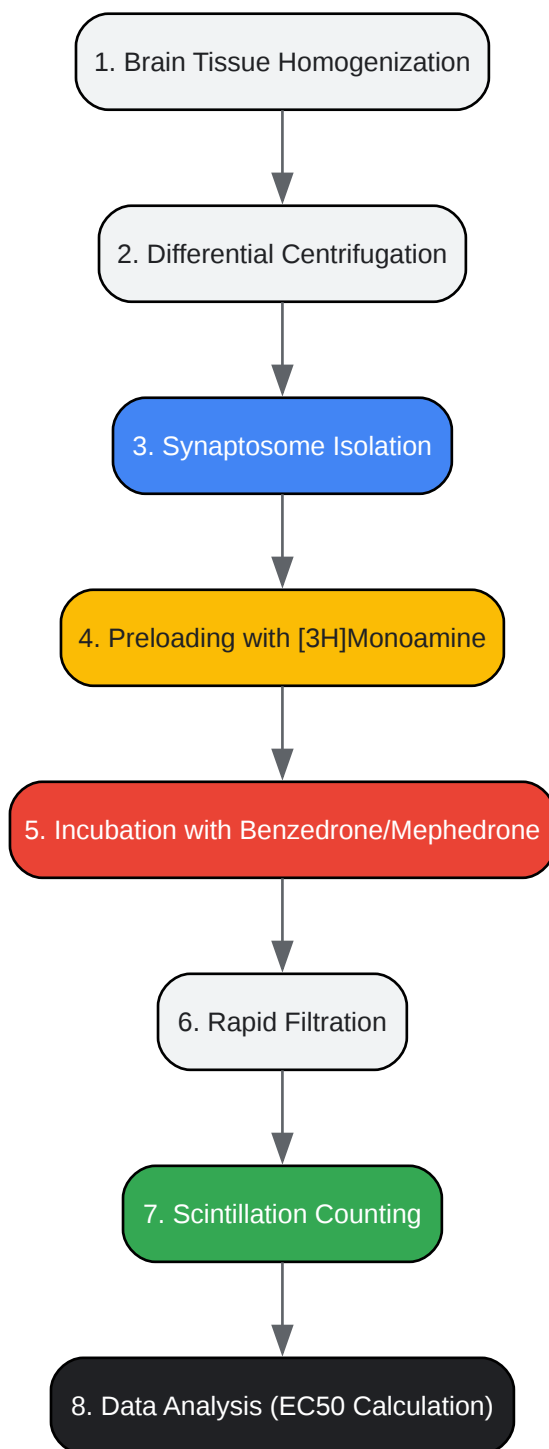 1. Brain Tissue Homogenization
2. Differential Centrifugation
3. Synaptosome Isolation
4. Preloading with [3H]Monoamine
5. Incubation with Benzedrone/Mephedrone
6. Rapid Filtration
7. Scintillation Counting
8. Data Analysis (EC50 Calculation)